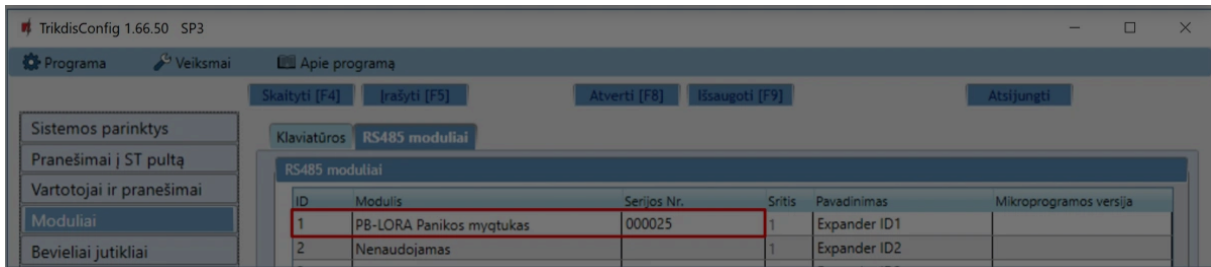 TrikdisConfig 1.66.50 SP3
Programa Veiksmai Apie programą
Skaityti [F4] Įrašyti [F5] Atverti [F8] Išsaugoti [F9] Atsijungti
Sistemos parinktys
Pranešimai į ST pultą
Vartotojai ir pranešimai
Moduliai
Bevieliai jutikliai
Klaviatūros RS485 moduliai
RS485 moduliai
ID Modulis Serijos Nr. Sritis Pavadinimas Mikroprogramos versija
1 PB-LORA Panikos mygtukas 000025 1 Expander ID1
2 Nenaudojamas 1 Expander ID2